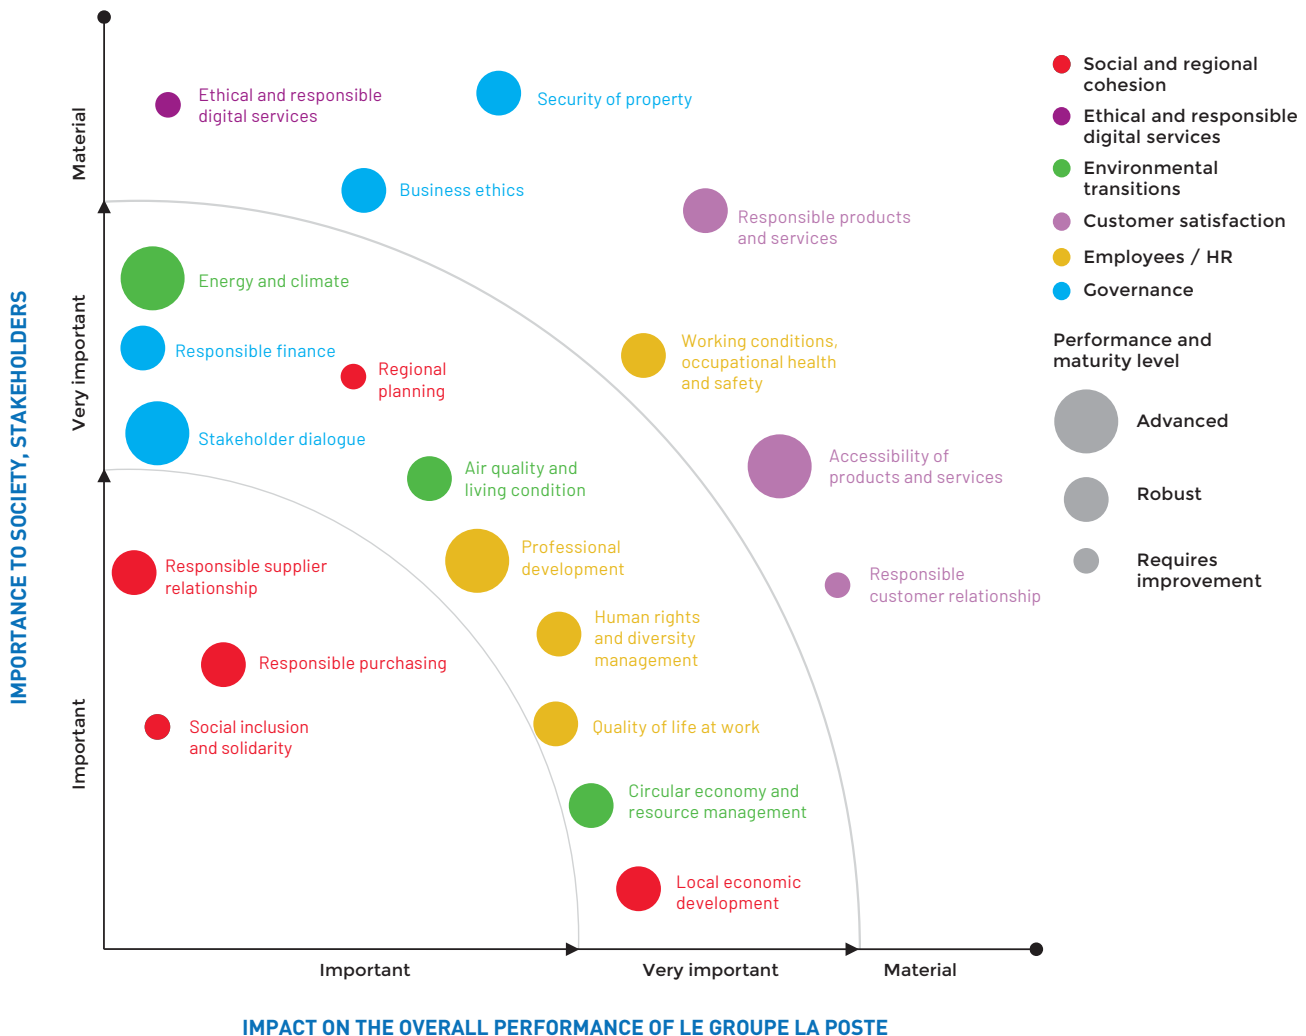 IMPORTANCE TO SOCIETY, STAKEHOLDERS
Material
Very important
Important
Ethical and responsible
digital services
Security of property
Business ethics
Responsible products
and services
Energy and climate
Responsible finance
Regional
planning
Working conditions,
occupational health
and safety
Stakeholder dialogue
Air quality and
living condition
Accessibility of
products and services
Professional
development
Responsible supplier
relationship
Responsible
customer relationship
Human rights
and diversity
management
Responsible purchasing
Social inclusion
and solidarity
Quality of life at work
Circular economy and
resource management
Local economic
development
Important
Very important
Material
IMPACT ON THE OVERALL PERFORMANCE OF LE GROUPE LA POSTE
Social and regional
cohesion
Ethical and responsible
digital services
Environmental
transitions
Customer satisfaction
Employees / HR
Governance
Performance and
maturity level
Advanced
Robust
Requires
improvement